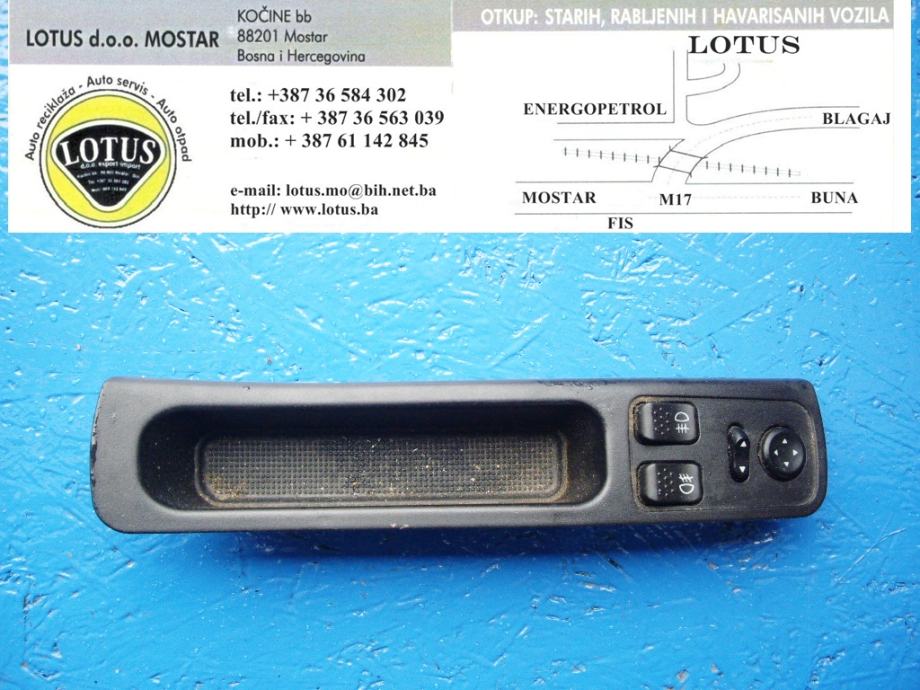 LOTUS d.o.o. MOSTAR
KOČINE bb
88201 Mostar
Bosna i Hercegovina
Auto reciklaža - Auto servis - Auto otpad
LOTUS
d.o.o. export-import
tel.: +387 36 584 302
tel./fax: + 387 36 563 039
mob.: + 387 61 142 845
e-mail: lotus.mo@bih.net.ba
http:// www.lotus.ba
OTKUP: STARIH, RABLJENIH I HAVARISANIH VOZILA
LOTUS
ENERGOPETROL
BLAGAJ
MOSTAR
M17
BUNA
FIS